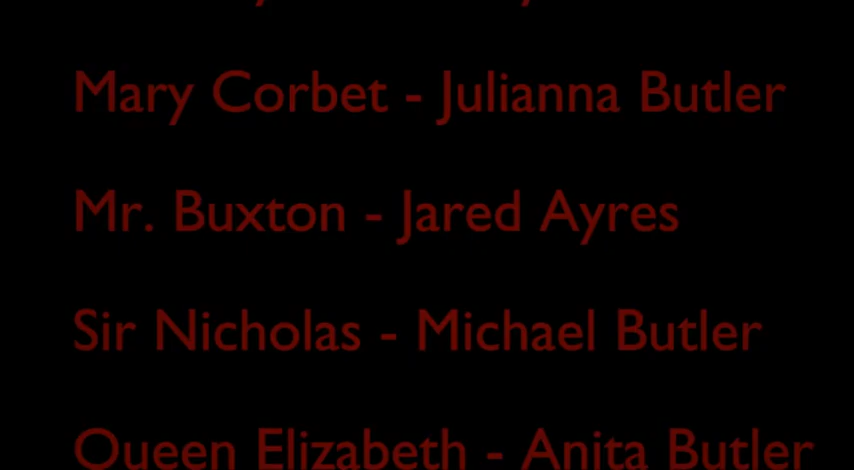 Mary Corbet - Julianna Butler
Mr. Buxton - Jared Ayres
Sir Nicholas - Michael Butler
Queen Elizabeth - Anita Butler